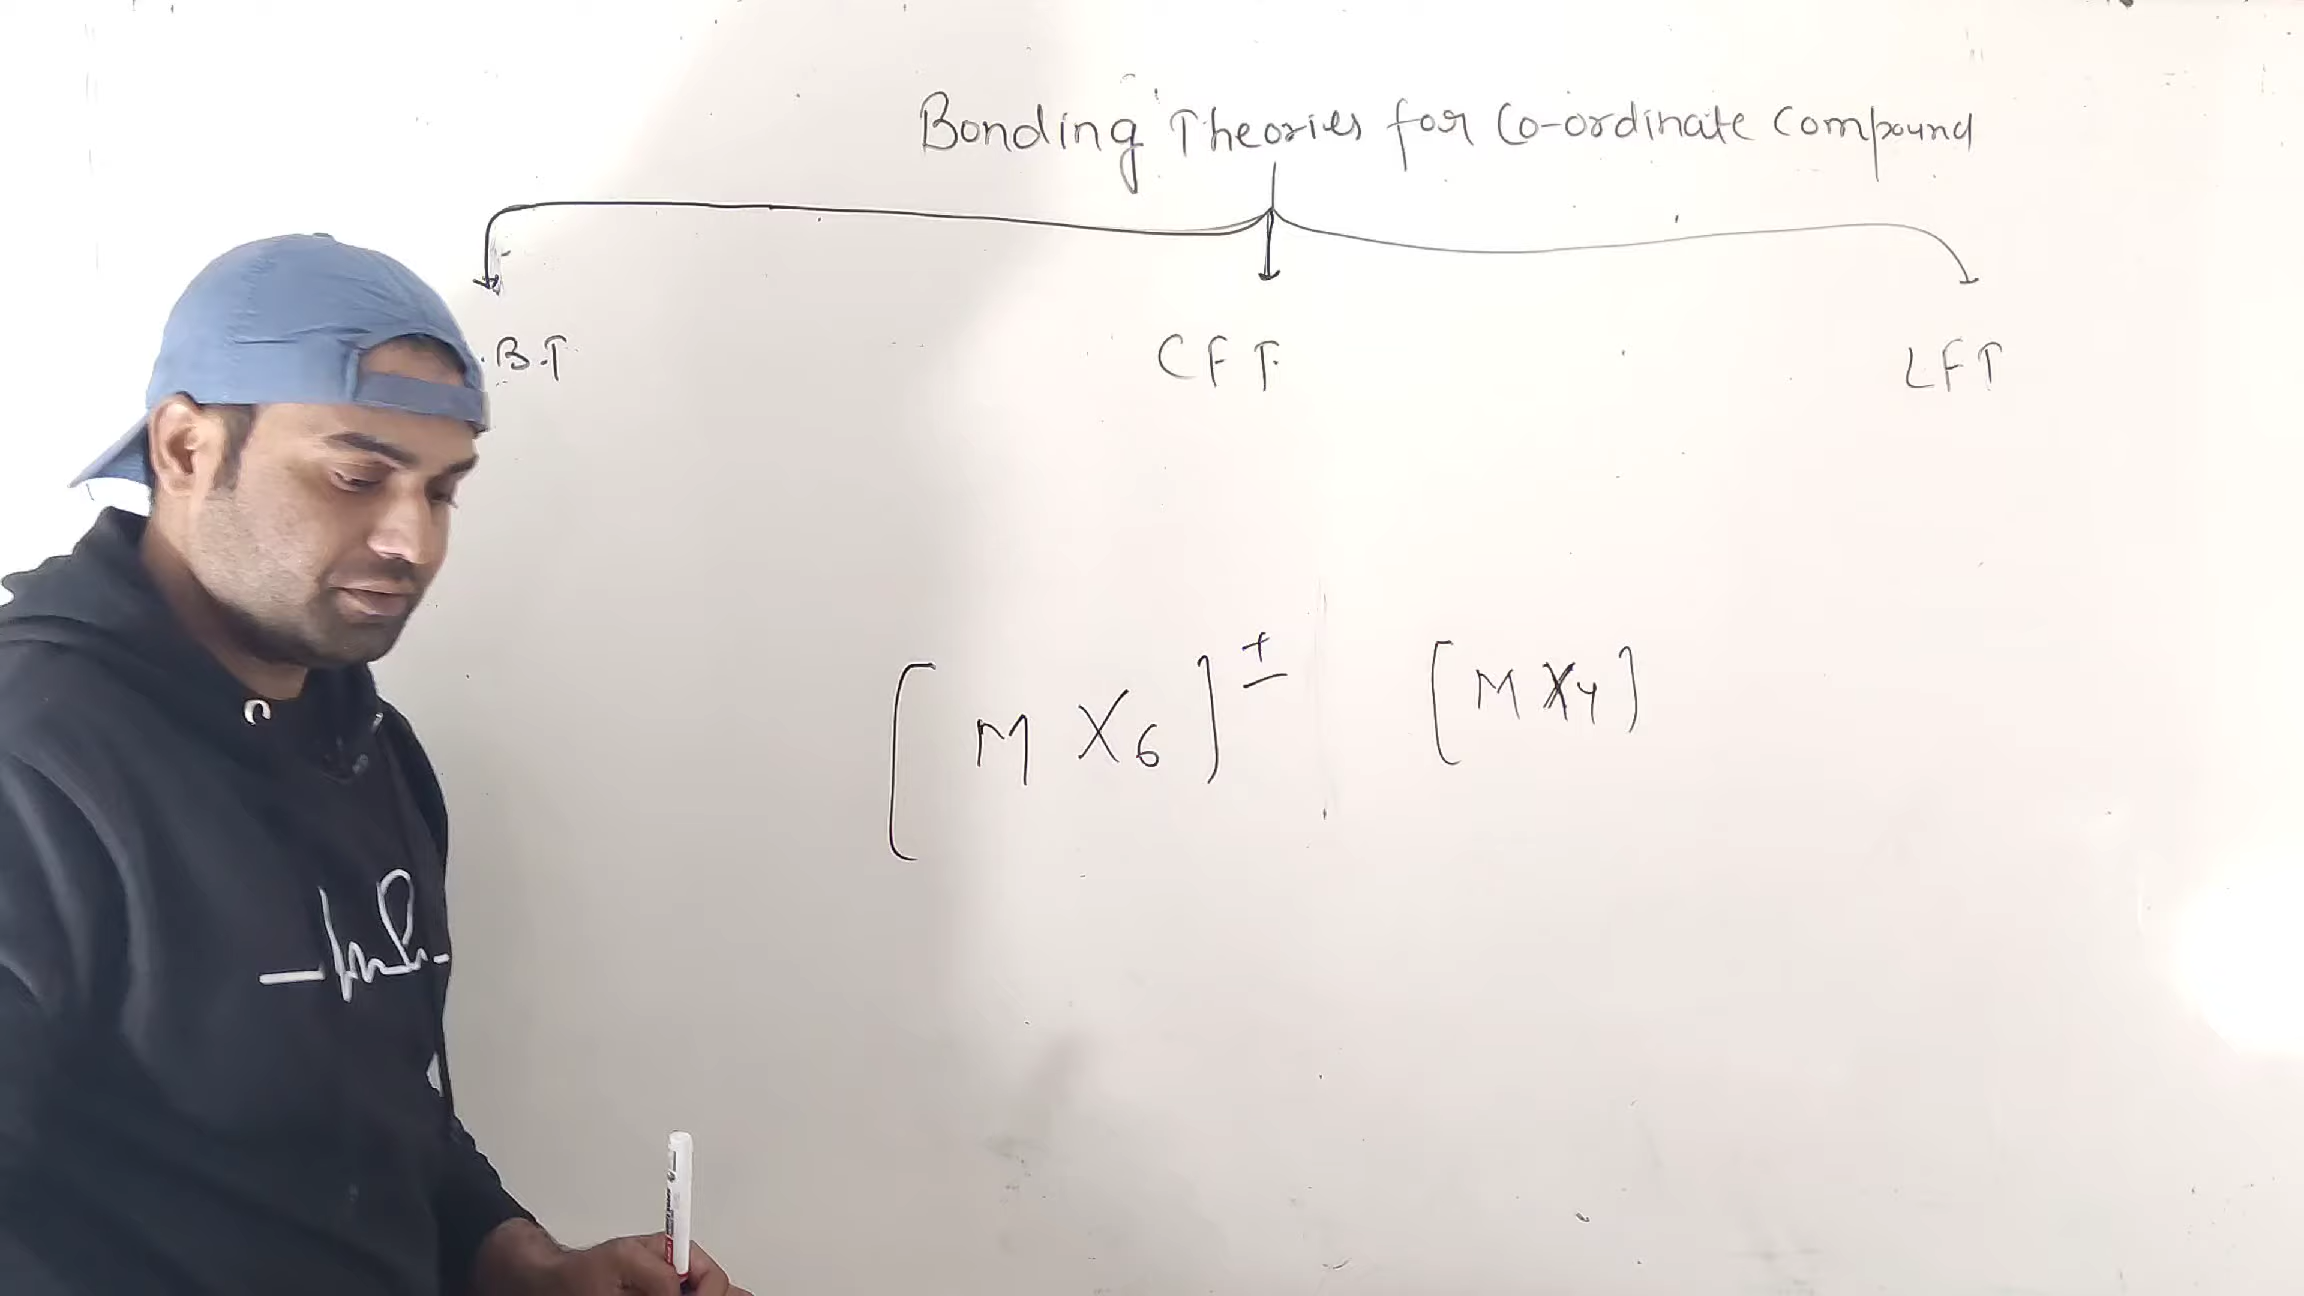 Bonding Theories for Co-ordinate Compound
.B.T CFT LFT
[M X6]± [M X4]